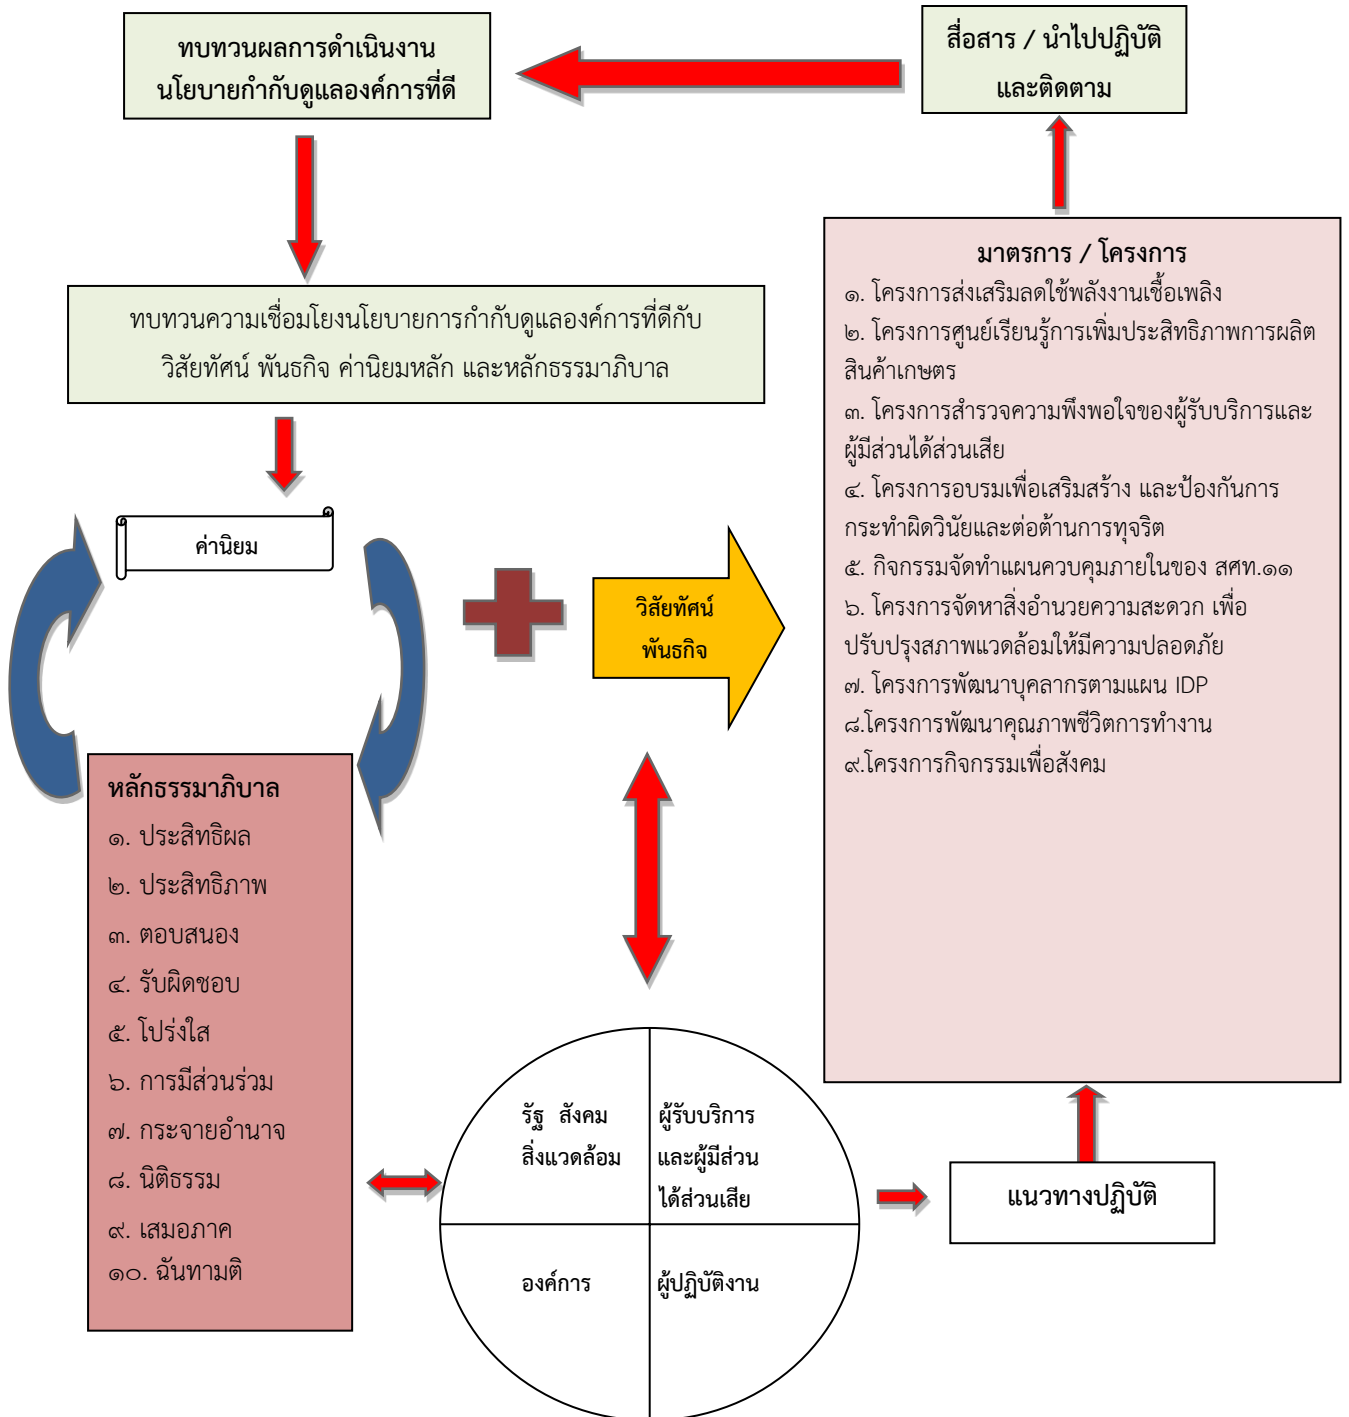 ทบทวนผลการดำเนินงาน
นโยบายกำกับดูแลองค์การที่ดี
สื่อสาร / นำไปปฏิบัติ
และติดตาม
ทบทวนความเชื่อมโยงนโยบายการกำกับดูแลองค์การที่ดีกับ
วิสัยทัศน์ พันธกิจ ค่านิยมหลัก และหลักธรรมาภิบาล
ค่านิยม
วิสัยทัศน์
พันธกิจ
มาตรการ / โครงการ
๑. โครงการส่งเสริมลดใช้พลังงานเชื้อเพลิง
๒. โครงการศูนย์เรียนรู้การเพิ่มประสิทธิภาพการผลิต
สินค้าเกษตร
๓. โครงการสำรวจความพึงพอใจของผู้รับบริการและ
ผู้มีส่วนได้ส่วนเสีย
๔. โครงการอบรมเพื่อเสริมสร้าง และป้องกันการ
กระทำผิดวินัยและต่อต้านการทุจริต
๕. กิจกรรมจัดทำแผนควบคุมภายในของ สศท.๑๑
๖. โครงการจัดหาสิ่งอำนวยความสะดวก เพื่อ
ปรับปรุงสภาพแวดล้อมให้มีความปลอดภัย
๗. โครงการพัฒนาบุคลากรตามแผน IDP
๘.โครงการพัฒนาคุณภาพชีวิตการทำงาน
๙.โครงการกิจกรรมเพื่อสังคม
หลักธรรมาภิบาล
๑. ประสิทธิผล
๒. ประสิทธิภาพ
๓. ตอบสนอง
๔. รับผิดชอบ
๕. โปร่งใส
๖. การมีส่วนร่วม
๗. กระจายอำนาจ
๘. นิติธรรม
๙. เสมอภาค
๑๐. ฉันทามติ
รัฐ สังคม
สิ่งแวดล้อม
ผู้รับบริการ
และผู้มีส่วน
ได้ส่วนเสีย
องค์การ
ผู้ปฏิบัติงาน
แนวทางปฏิบัติ